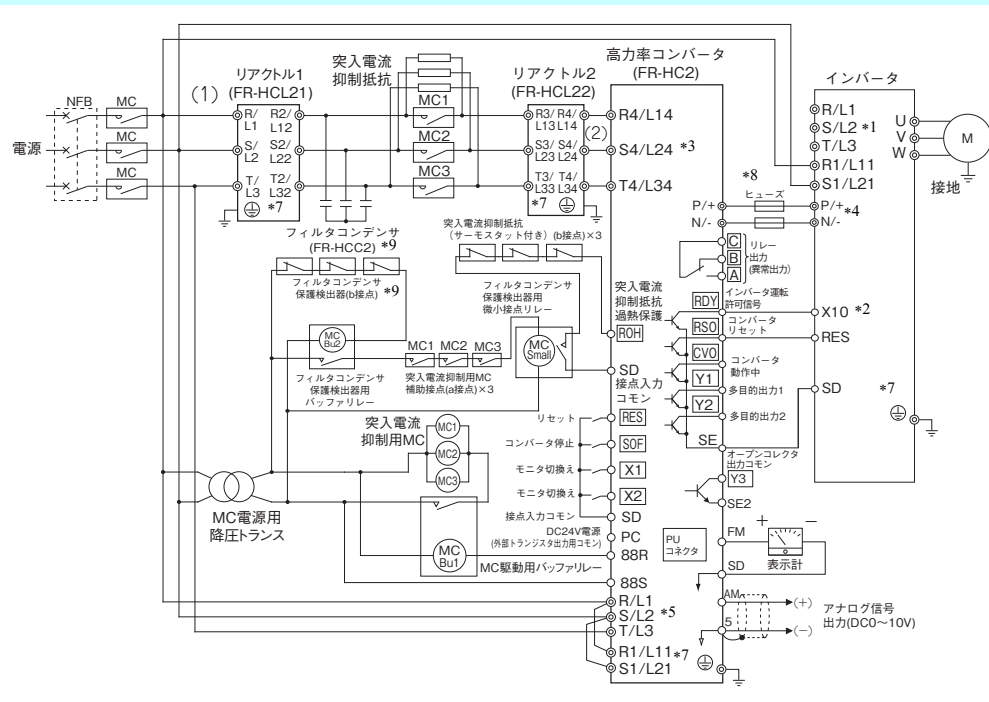 高力率コンバータ
(FR-HC2)
突入電流
抑制抵抗
リアクトル1
(FR-HCL21)
リアクトル2
(FR-HCL22)
インバータ
(1)
NFB
MC
MC
MC
電源
R/
L1
R2/
L12
S/
L2
S2/
L22
T/
L3
T2/
L32
*7
MC1
MC2
MC3
R3/
L13
R4/
L14
(2)
S3/
L23
S4/
L24
T3/
L33
T4/
L34
*7
R4/L14
S4/L24 *3
T4/L34
R/L1
S/L2 *1
T/L3
R1/L11
S1/L21
U
V
W
M
接地
*8
ヒューズ
P/+
N/-
P/+
N/-
*4
フィルタコンデンサ
(FR-HCC2) *9
フィルタコンデンサ
保護検出器(b接点) *9
突入電流抑制抵抗
(サーモスタット付き) (b接点)×3
フィルタコンデンサ
保護検出器用
微小接点リレー
MC
Small
MC
Bu2
フィルタコンデンサ
保護検出器用
バッファリレー
MC1 MC2 MC3
突入電流抑制用MC
補助接点(a接点)×3
C
B
A
リレー
出力
(異常出力)
突入電流
抑制抵抗
過熱保護
ROH
SD
接点入力
コモン
RDY
インバータ運転
許可信号
RSO
コンバータ
リセット
CVO
コンバータ
動作中
Y1
多目的出力1
Y2
多目的出力2
SE
オープンコレクタ
出力コモン
Y3
SE2
X10 *2
RES
SD
*7
突入電流
抑制用MC
MC1
MC2
MC3
リセット
RES
コンバータ停止
SOF
モニタ切換え
X1
モニタ切換え
X2
接点入力コモン
SD
DC24V電源
(外部トランジスタ出力用コモン)
PC
88R
88S
MC電源用
降圧トランス
MC
Bu1
MC駆動用バッファリレー
PU
コネクタ
FM
+
−
表示計
SD
AM
(+)
5
(−)
アナログ信号
出力(DC0〜10V)
R/L1
S/L2 *5
T/L3
R1/L11 *7
S1/L21